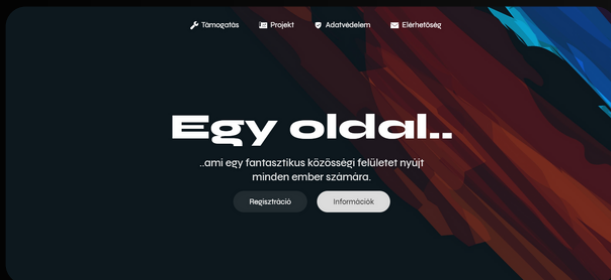 Támogatás Projekt Adatvédelem Elérhetőség
Egy oldal..
..ami egy fantasztikus közösségi felületet nyújt
minden ember számára.
Regisztráció Információk